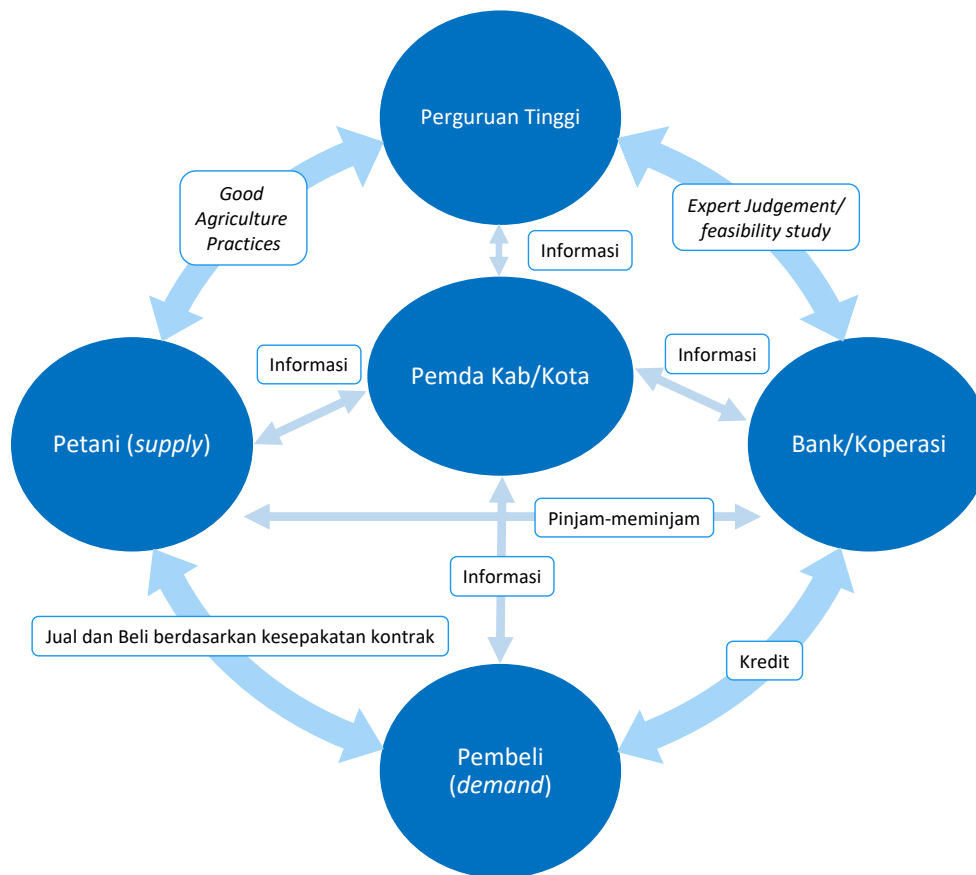 Perguruan Tinggi
Good
Agriculture
Practices
Expert Judgement/
feasibility study
Informasi
Informasi
Pemda Kab/Kota
Informasi
Petani (supply)
Bank/Koperasi
Pinjam-meminjam
Informasi
Jual dan Beli berdasarkan kesepakatan kontrak
Kredit
Pembeli
(demand)